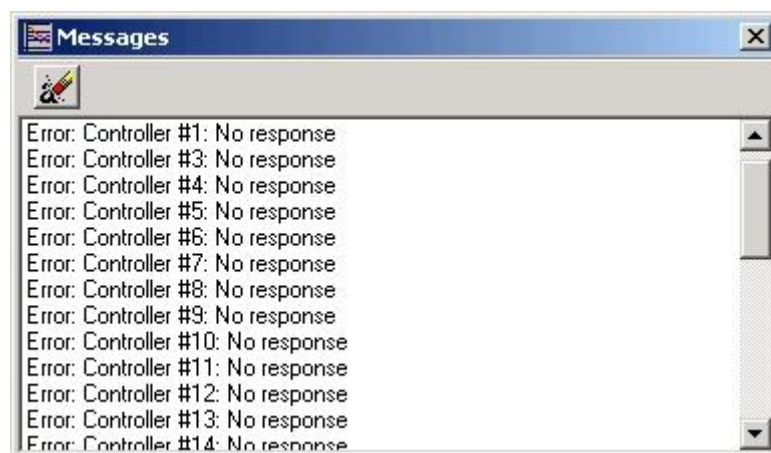 Messages
Error: Controller #1: No response
Error: Controller #3: No response
Error: Controller #4: No response
Error: Controller #5: No response
Error: Controller #6: No response
Error: Controller #7: No response
Error: Controller #8: No response
Error: Controller #9: No response
Error: Controller #10: No response
Error: Controller #11: No response
Error: Controller #12: No response
Error: Controller #13: No response
Error: Controller #14: No response